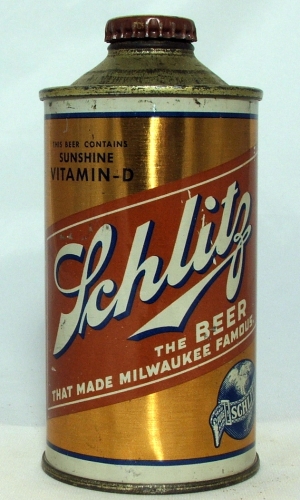 THIS BEER CONTAINS
SUNSHINE
VITAMIN-D
Schlitz
THE BEER
THAT MADE MILWAUKEE FAMOUS.